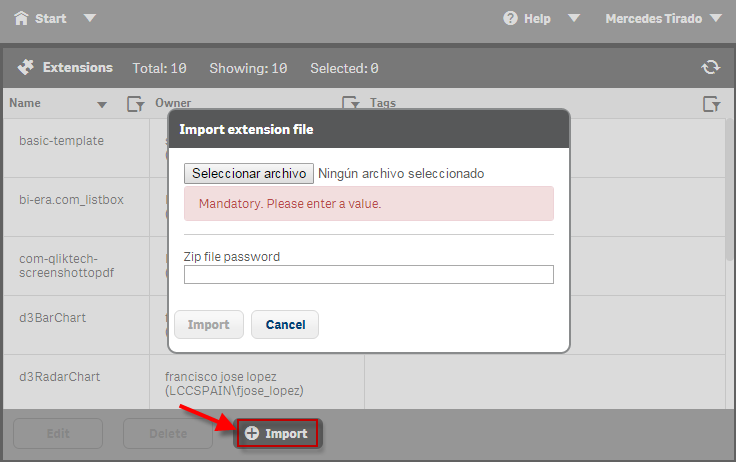 Start Help Mercedes Tirado
Extensions Total: 10 Showing: 10 Selected: 0
Name Owner Tags
Import extension file
basic-template
Seleccionar archivo Ningún archivo seleccionado
bi-era.com_listbox
Mandatory. Please enter a value.
com-qliktech-
screenshottopdf
Zip file password
d3BarChart
Import Cancel
d3RadarChart
francisco jose lopez
(LCCSPAIN\fjose_lopez)
Edit Delete Import